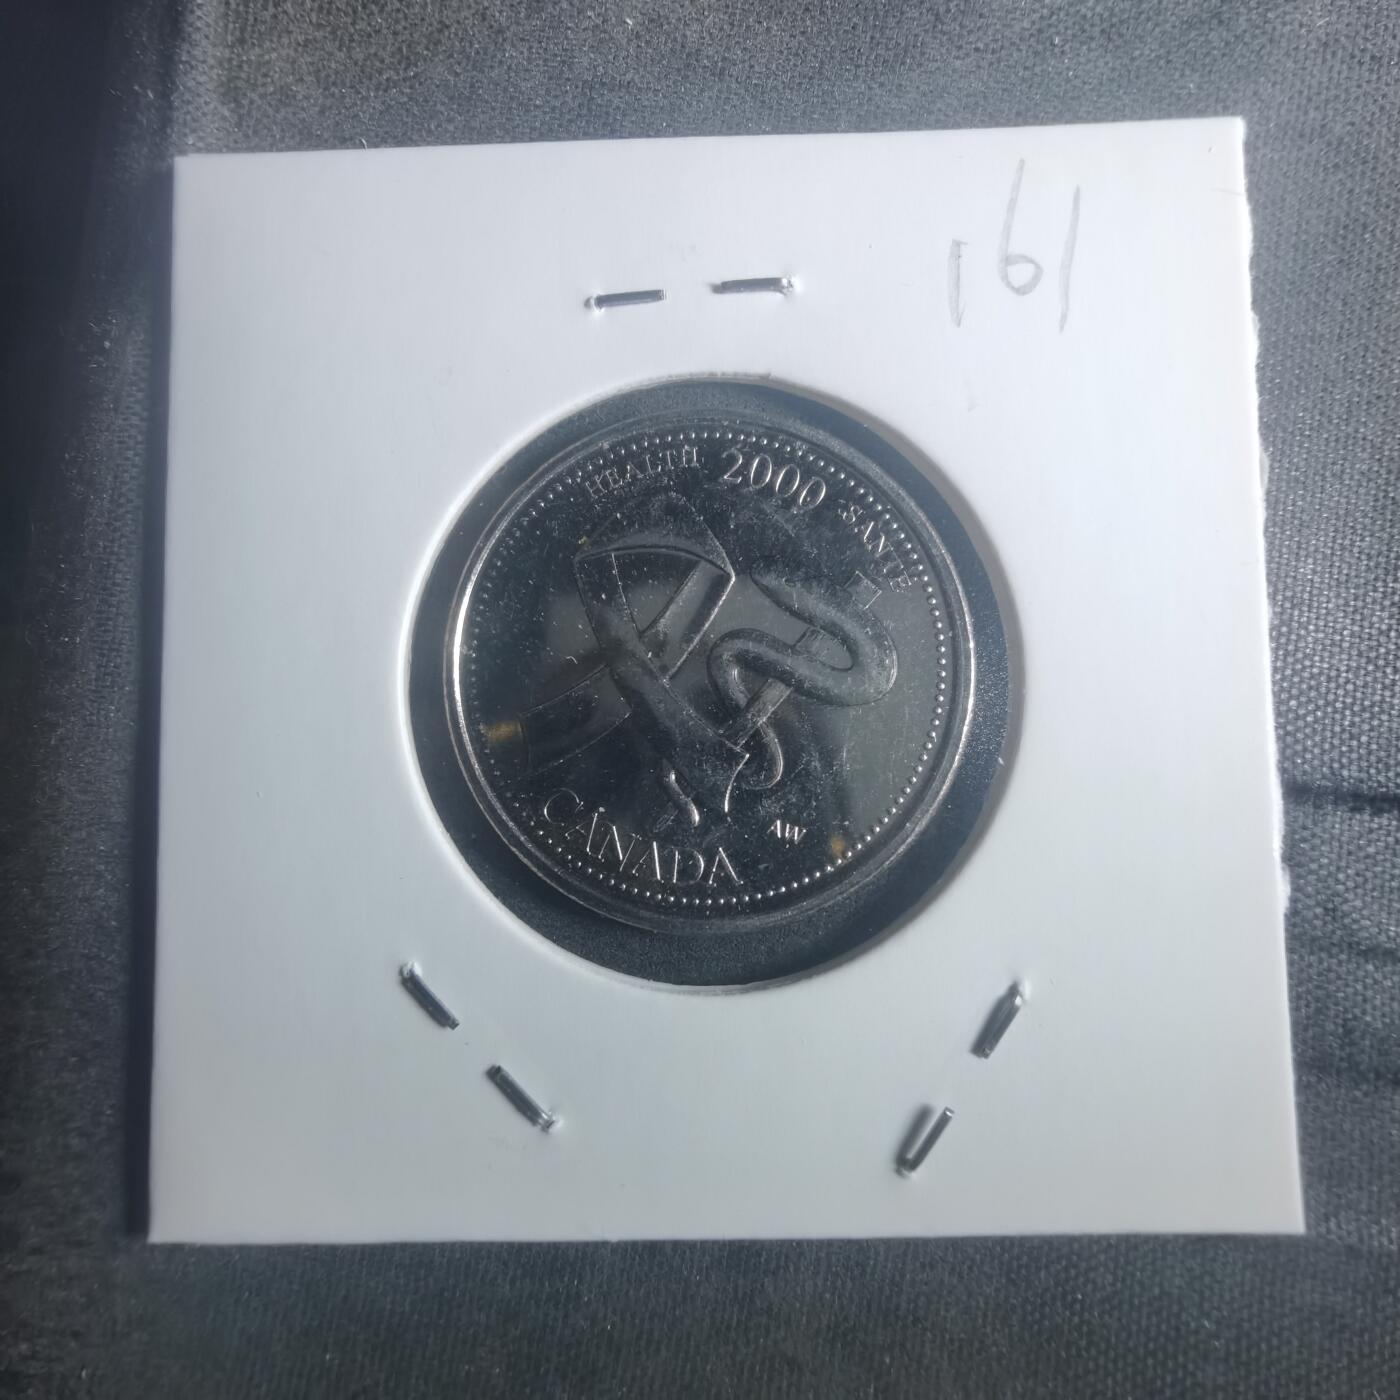 161
HEALTH 2000 SANTÉ
CANADA
AW